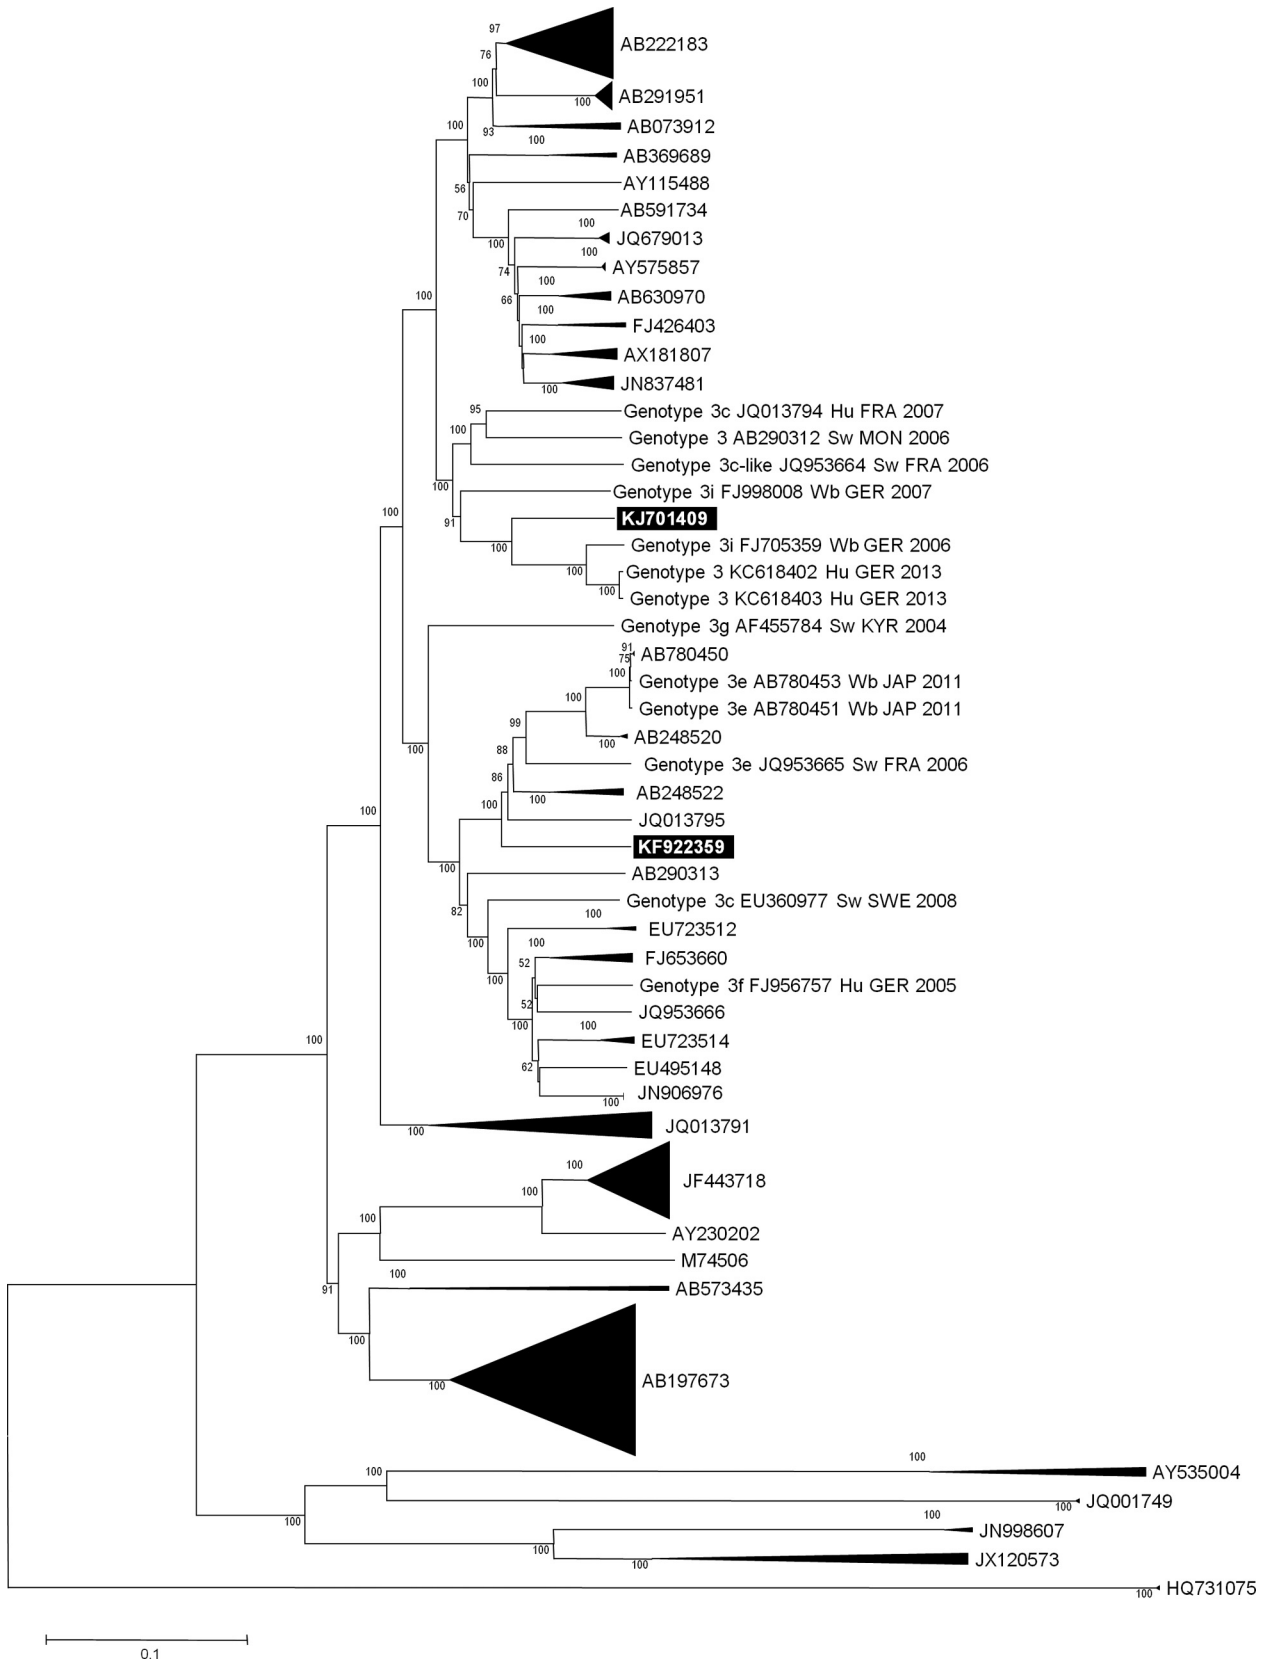 97
AB222183
76
100
100
AB291951
100
93
AB073912
100
AB369689
56
AY115488
70
AB591734
100
100
JQ679013
100
74
AY575857
100
66
AB630970
100
FJ426403
100
AX181807
100
JN837481
95
Genotype 3c JQ013794 Hu FRA 2007
100
Genotype 3 AB290312 Sw MON 2006
Genotype 3c-like JQ953664 Sw FRA 2006
100
Genotype 3i FJ998008 Wb GER 2007
91
KJ701409
100
Genotype 3i FJ705359 Wb GER 2006
100
Genotype 3 KC618402 Hu GER 2013
100
Genotype 3 KC618403 Hu GER 2013
100
100
Genotype 3g AF455784 Sw KYR 2004
91
AB780450
75
100
Genotype 3e AB780453 Wb JAP 2011
100
Genotype 3e AB780451 Wb JAP 2011
99
AB248520
100
88
100
Genotype 3e JQ953665 Sw FRA 2006
86
AB248522
100
100
JQ013795
100
KF922359
100
AB290313
Genotype 3c EU360977 Sw SWE 2008
82
100
EU723512
100
100
FJ653660
52
100
Genotype 3f FJ956757 Hu GER 2005
52
JQ953666
100
100
EU723514
100
62
EU495148
JN906976
100
JQ013791
100
100
JF443718
100
100
AY230202
M74506
100
91
AB573435
100
AB197673
100
100
100
AY535004
JQ001749
100
100
100
JN998607
100
JX120573
100
HQ731075
100
0.1